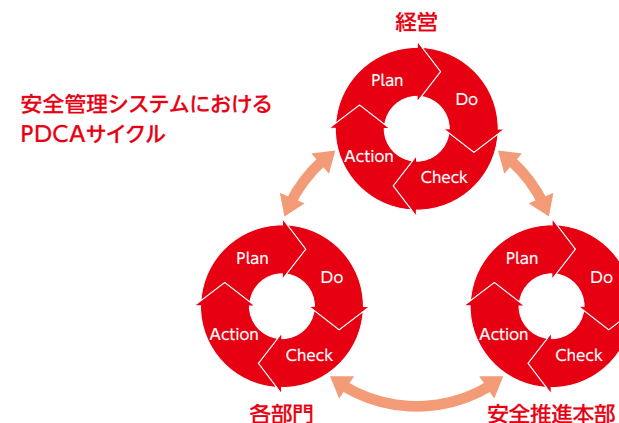 経営
安全管理システムにおける
PDCAサイクル
Plan
Do
Action
Check
Plan
Do
Action
Check
Plan
Do
Action
Check
各部門
安全推進本部